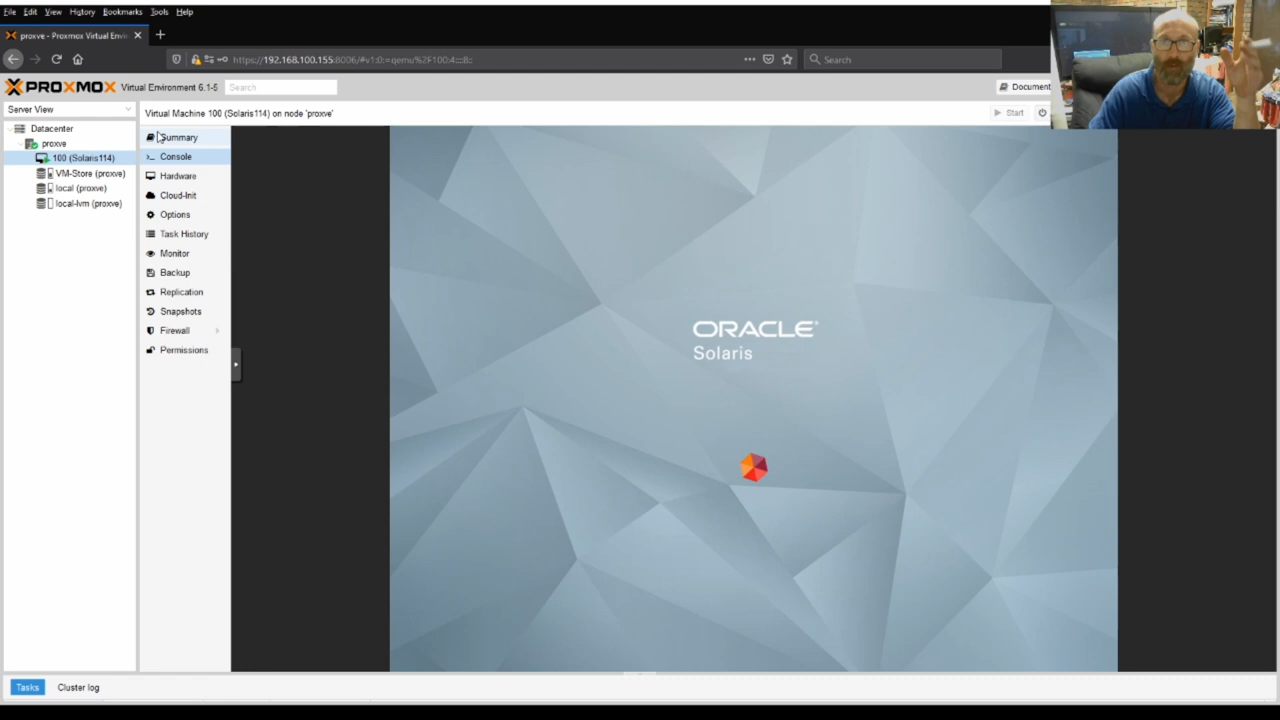 File Edit View History Bookmarks Tools Help
proxve - Proxmox Virtual Envir
https://192.168.100.155:8006/#v1:0:=qemu%2F100:4:::::8::
Search
PROXMOX Virtual Environment 6.1-5 Search
Document
Server View
Virtual Machine 100 (Solaris114) on node 'proxve'
Start
Datacenter
proxve
100 (Solaris114)
VM-Store (proxve)
local (proxve)
local-lvm (proxve)
Summary
Console
Hardware
Cloud-Init
Options
Task History
Monitor
Backup
Replication
Snapshots
Firewall
Permissions
ORACLE®
Solaris
Tasks
Cluster log